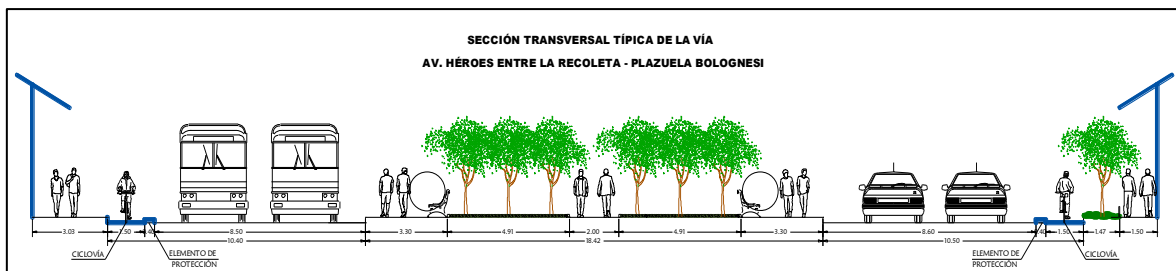 SECCIÓN TRANSVERSAL TÍPICA DE LA VÍA
AV. HÉROES ENTRE LA RECOLETA - PLAZUELA BOLOGNESI
3.03 1.50 .40 8.50 3.30 4.91 2.00 4.91 3.30 8.60 .40 1.50 1.47 1.50
10.40 18.42 10.50
CICLOVÍA
ELEMENTO DE
PROTECCIÓN
ELEMENTO DE
PROTECCIÓN
CICLOVÍA